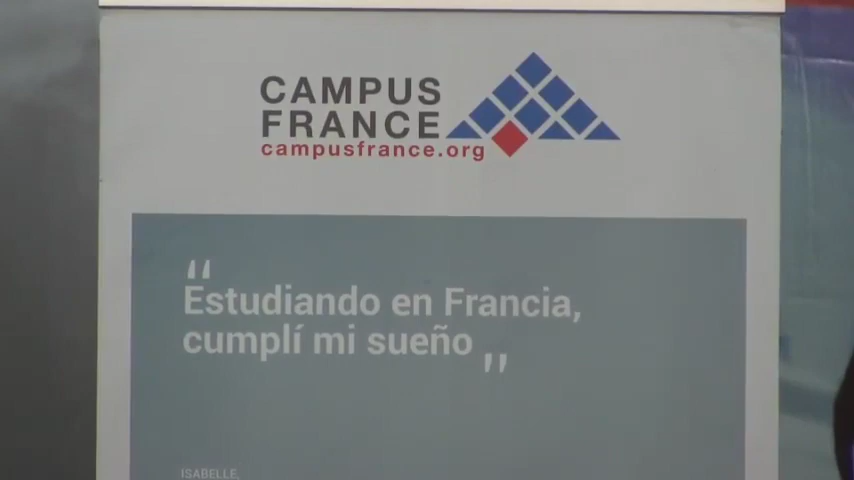 CAMPUS
FRANCE
campusfrance.org
“
Estudiando en Francia,
cumplí mi sueño
”
ISABELLE,